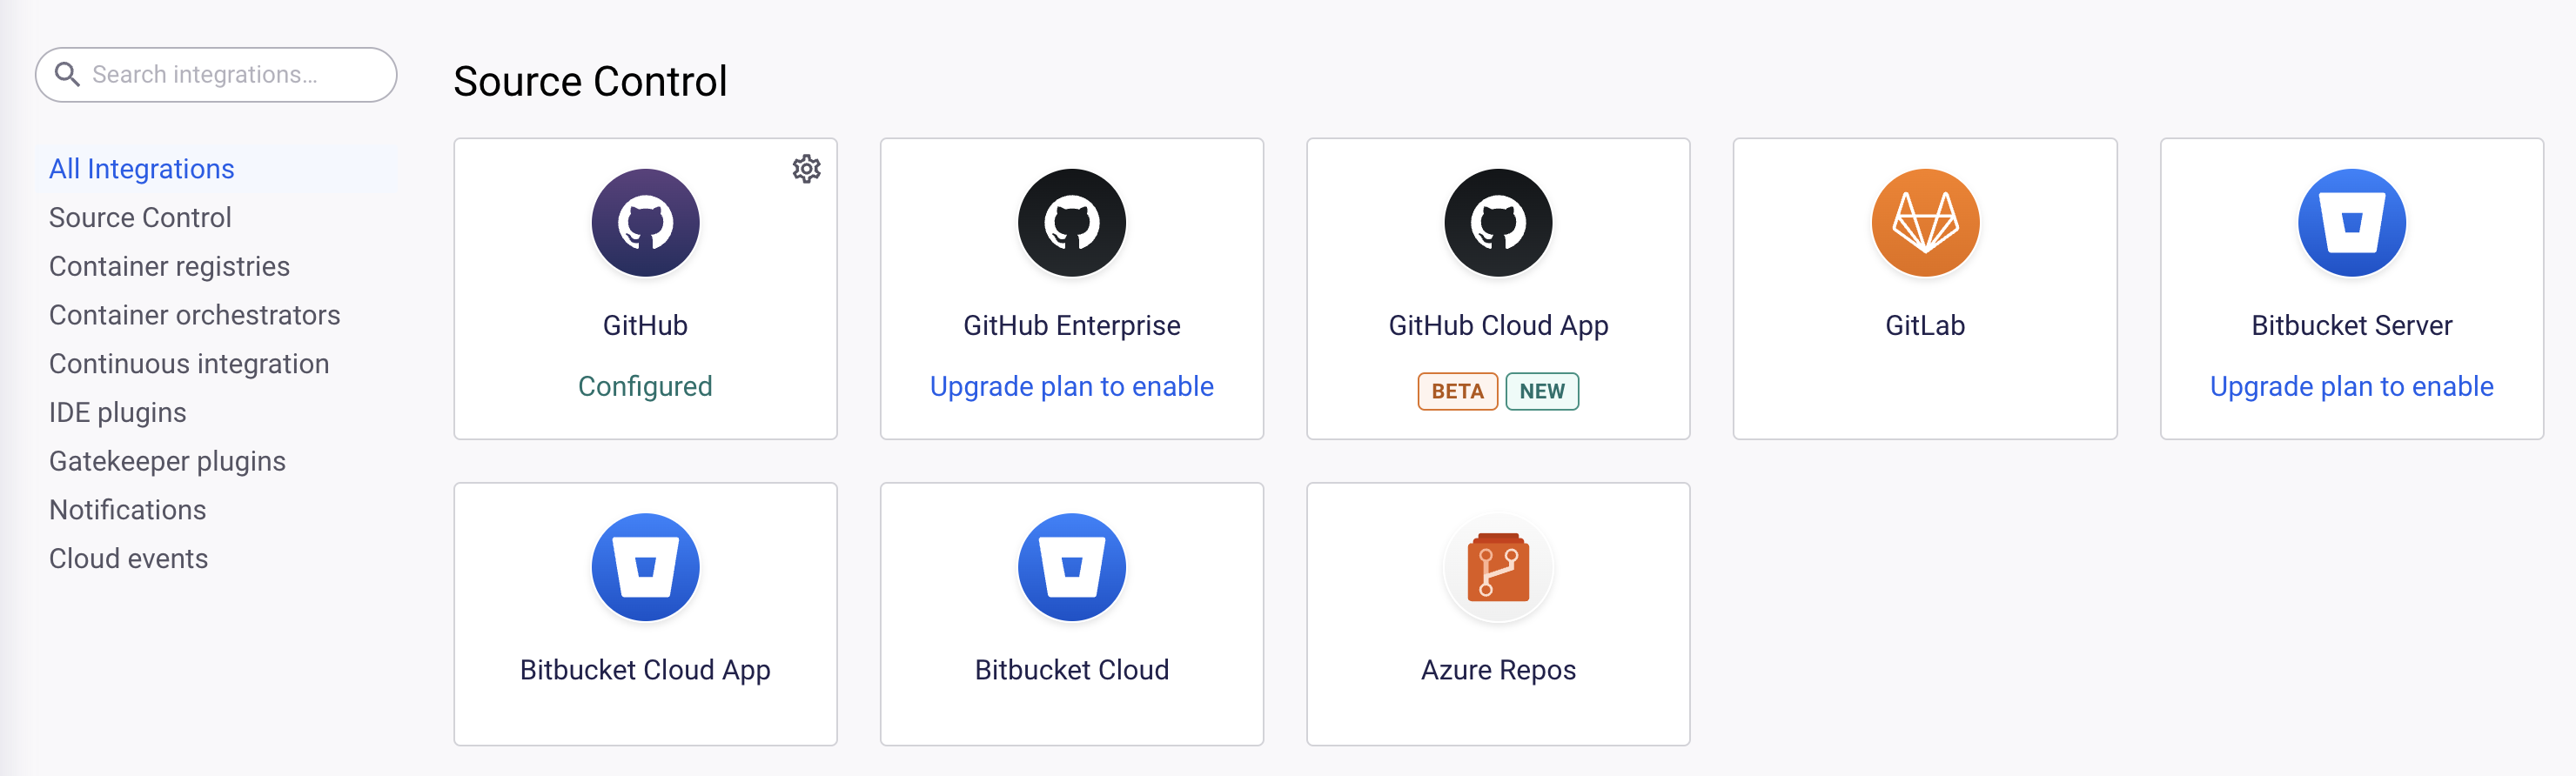 Search integrations...
All Integrations
Source Control
Container registries
Container orchestrators
Continuous integration
IDE plugins
Gatekeeper plugins
Notifications
Cloud events
Source Control
GitHub
Configured
GitHub Enterprise
Upgrade plan to enable
GitHub Cloud App
BETA NEW
GitLab
Bitbucket Server
Upgrade plan to enable
Bitbucket Cloud App
Bitbucket Cloud
Azure Repos